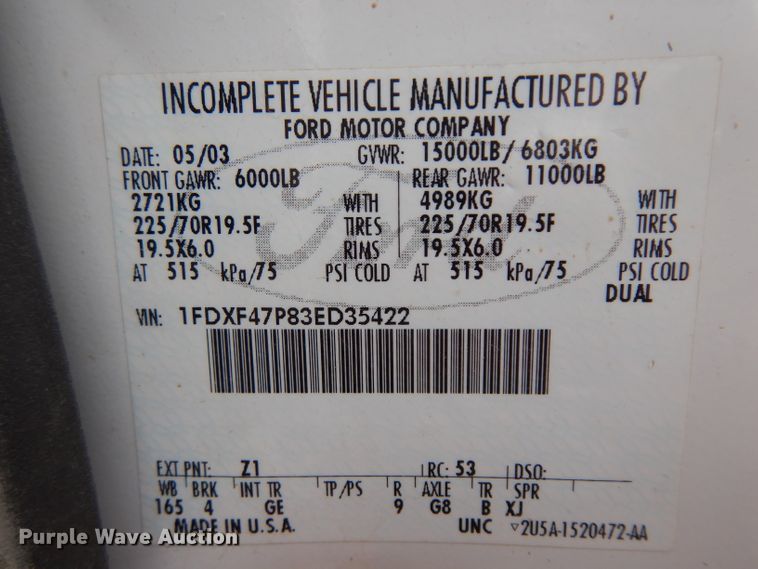 INCOMPLETE VEHICLE MANUFACTURED BY
FORD MOTOR COMPANY
DATE: 05/03 GVWR: 15000LB/6803KG
FRONT GAWR: 6000LB REAR GAWR: 11000LB
2721KG WITH 4989KG WITH
225/70R19.5F TIRES 225/70R19.5F TIRES
19.5X6.0 RIMS 19.5X6.0 RIMS
AT 515 kPa/75 PSI COLD AT 515 kPa/75 PSI COLD
DUAL
Ford
VIN: 1FDXF47P83ED35422
EXT PNT: Z1 RC: 53 DSO:
WB BRK INT TR TP/PS R AXLE TR SPR
165 4 GE 9 G8 B XJ
MADE IN U.S.A. UNC ▽2U5A-1520472-AA
Purple Wave Auction